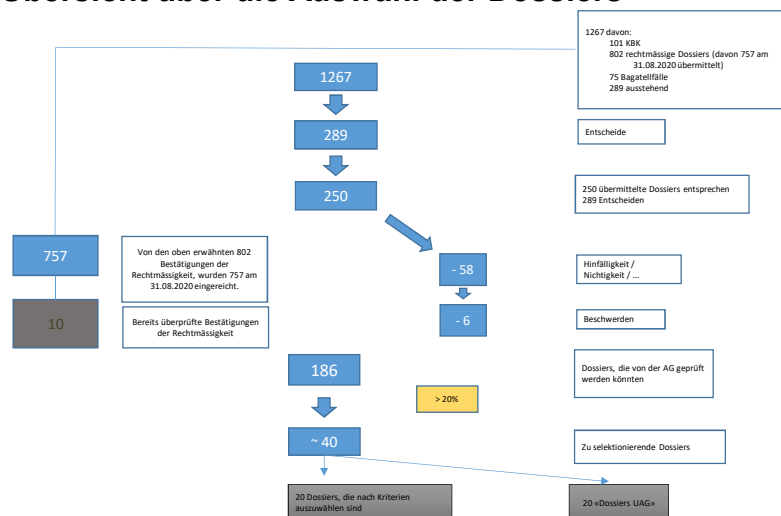 Übersicht über die Auswahl der Dossiers
1267 davon:
101 KBK
802 rechtmässige Dossiers (davon 757 am
31.08.2020 übermittelt)
75 Bagatellfälle
289 ausstehend
1267
289
Entscheide
250
250 übermittelte Dossiers entsprechen
289 Entscheiden
757
Von den oben erwähnten 802
Bestätigungen der
Rechtmässigkeit, wurden 757 am
31.08.2020 eingereicht.
- 58
Hinfälligkeit /
Nichtigkeit / ...
10
Bereits überprüfte Bestätigungen
der Rechtmässigkeit
- 6
Beschwerden
186
Dossiers, die von der AG geprüft
werden könnten
> 20%
~ 40
Zu selektionierende Dossiers
20 Dossiers, die nach Kriterien
auszuwählen sind
20 «Dossiers UAG»